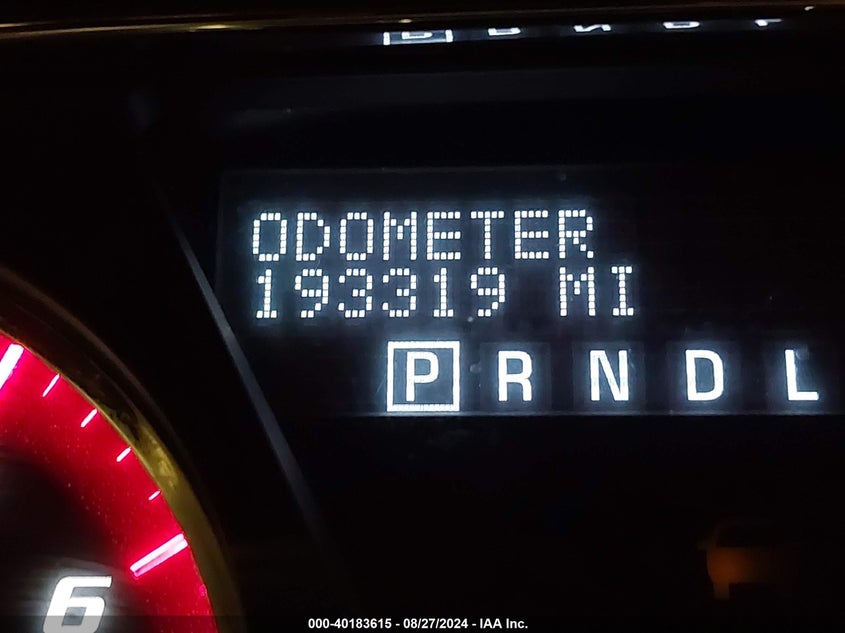 ODOMETER
193319 MI
P R N D L
6
000-40183615 - 08/27/2024 - IAA Inc.